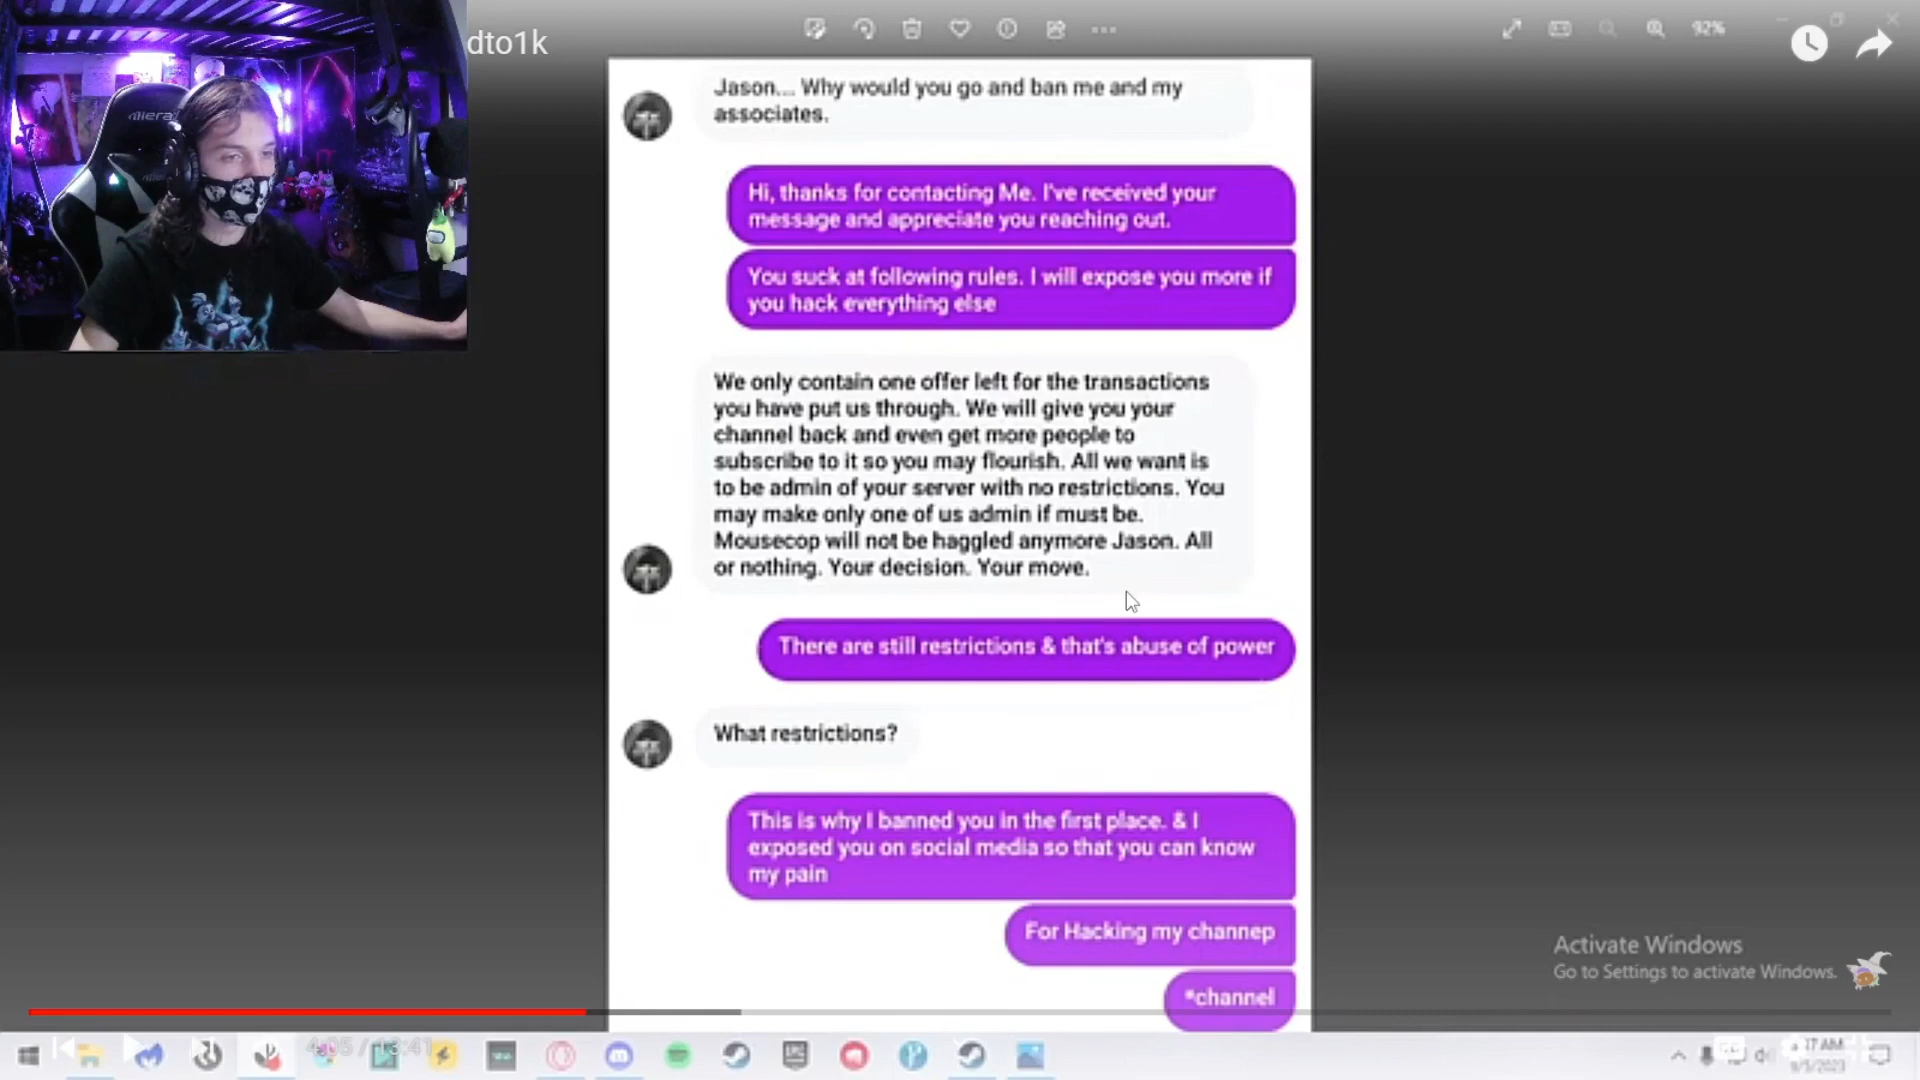 dto1k
92%
Jason... Why would you go and ban me and my
associates.
Hi, thanks for contacting Me. I've received your
message and appreciate you reaching out.
You suck at following rules. I will expose you more if
you hack everything else
We only contain one offer left for the transactions
you have put us through. We will give you your
channel back and even get more people to
subscribe to it so you may flourish. All we want is
to be admin of your server with no restrictions. You
may make only one of us admin if must be.
Mousecop will not be haggled anymore Jason. All
or nothing. Your decision. Your move.
There are still restrictions & that's abuse of power
What restrictions?
This is why I banned you in the first place. & I
exposed you on social media so that you can know
my pain
For Hacking my channep
*channel
Activate Windows
Go to Settings to activate Windows.
4:05 / 13:41